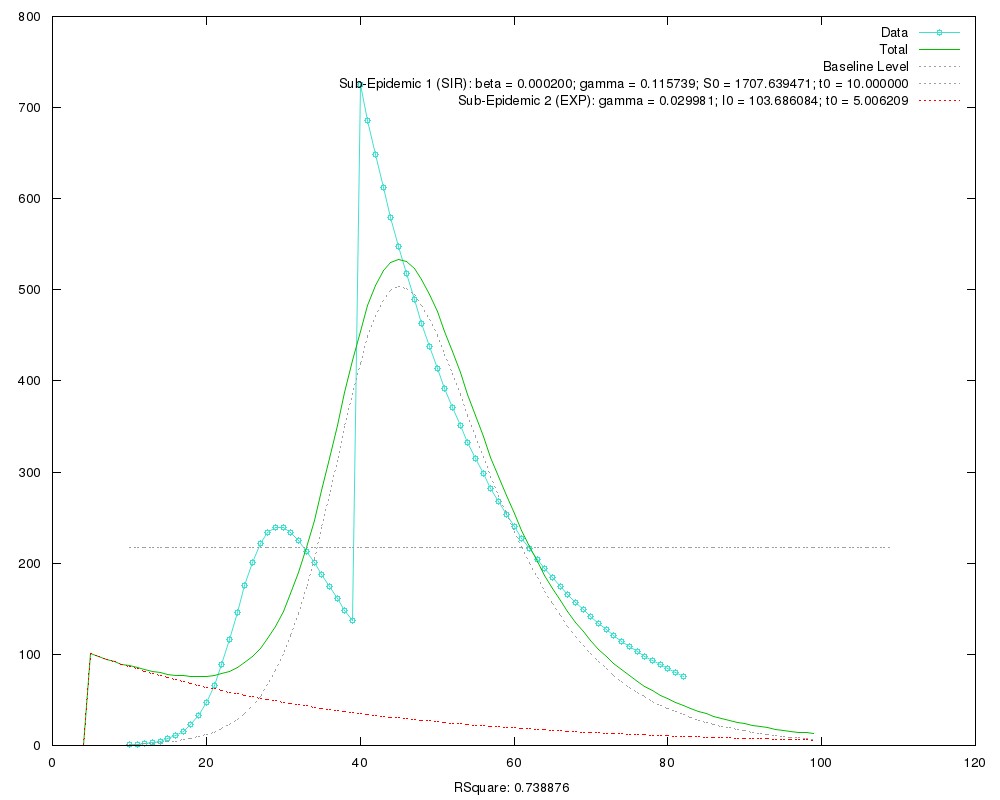 800
700
600
500
400
300
200
100
0
Data
Total
Baseline Level
Sub-Epidemic 1 (SIR): beta = 0.000200; gamma = 0.115739; S0 = 1707.639471; t0 = 10.000000
Sub-Epidemic 2 (EXP): gamma = 0.029981; I0 = 103.686084; t0 = 5.006209
0 20 40 60 80 100 120
RSquare: 0.738876